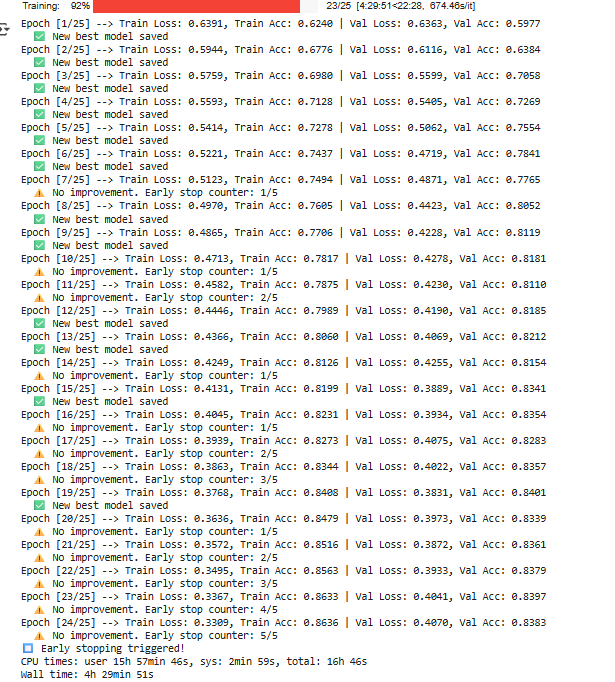 Training: 92% 23/25 [4:29:51<22:28, 674.46s/it]
Epoch [1/25] --> Train Loss: 0.6391, Train Acc: 0.6240 | Val Loss: 0.6363, Val Acc: 0.5977
✅ New best model saved
Epoch [2/25] --> Train Loss: 0.5944, Train Acc: 0.6776 | Val Loss: 0.6116, Val Acc: 0.6384
✅ New best model saved
Epoch [3/25] --> Train Loss: 0.5759, Train Acc: 0.6980 | Val Loss: 0.5599, Val Acc: 0.7058
✅ New best model saved
Epoch [4/25] --> Train Loss: 0.5593, Train Acc: 0.7128 | Val Loss: 0.5405, Val Acc: 0.7269
✅ New best model saved
Epoch [5/25] --> Train Loss: 0.5414, Train Acc: 0.7278 | Val Loss: 0.5062, Val Acc: 0.7554
✅ New best model saved
Epoch [6/25] --> Train Loss: 0.5221, Train Acc: 0.7437 | Val Loss: 0.4719, Val Acc: 0.7841
✅ New best model saved
Epoch [7/25] --> Train Loss: 0.5123, Train Acc: 0.7494 | Val Loss: 0.4871, Val Acc: 0.7765
⚠️ No improvement. Early stop counter: 1/5
Epoch [8/25] --> Train Loss: 0.4970, Train Acc: 0.7605 | Val Loss: 0.4423, Val Acc: 0.8052
✅ New best model saved
Epoch [9/25] --> Train Loss: 0.4865, Train Acc: 0.7706 | Val Loss: 0.4228, Val Acc: 0.8119
✅ New best model saved
Epoch [10/25] --> Train Loss: 0.4713, Train Acc: 0.7817 | Val Loss: 0.4278, Val Acc: 0.8181
⚠️ No improvement. Early stop counter: 1/5
Epoch [11/25] --> Train Loss: 0.4582, Train Acc: 0.7875 | Val Loss: 0.4230, Val Acc: 0.8110
⚠️ No improvement. Early stop counter: 2/5
Epoch [12/25] --> Train Loss: 0.4446, Train Acc: 0.7989 | Val Loss: 0.4190, Val Acc: 0.8185
✅ New best model saved
Epoch [13/25] --> Train Loss: 0.4366, Train Acc: 0.8060 | Val Loss: 0.4069, Val Acc: 0.8212
✅ New best model saved
Epoch [14/25] --> Train Loss: 0.4249, Train Acc: 0.8126 | Val Loss: 0.4255, Val Acc: 0.8154
⚠️ No improvement. Early stop counter: 1/5
Epoch [15/25] --> Train Loss: 0.4131, Train Acc: 0.8199 | Val Loss: 0.3889, Val Acc: 0.8341
✅ New best model saved
Epoch [16/25] --> Train Loss: 0.4045, Train Acc: 0.8231 | Val Loss: 0.3934, Val Acc: 0.8354
⚠️ No improvement. Early stop counter: 1/5
Epoch [17/25] --> Train Loss: 0.3939, Train Acc: 0.8273 | Val Loss: 0.4075, Val Acc: 0.8283
⚠️ No improvement. Early stop counter: 2/5
Epoch [18/25] --> Train Loss: 0.3863, Train Acc: 0.8344 | Val Loss: 0.4022, Val Acc: 0.8357
⚠️ No improvement. Early stop counter: 3/5
Epoch [19/25] --> Train Loss: 0.3768, Train Acc: 0.8408 | Val Loss: 0.3831, Val Acc: 0.8401
✅ New best model saved
Epoch [20/25] --> Train Loss: 0.3636, Train Acc: 0.8479 | Val Loss: 0.3973, Val Acc: 0.8339
⚠️ No improvement. Early stop counter: 1/5
Epoch [21/25] --> Train Loss: 0.3572, Train Acc: 0.8516 | Val Loss: 0.3872, Val Acc: 0.8361
⚠️ No improvement. Early stop counter: 2/5
Epoch [22/25] --> Train Loss: 0.3495, Train Acc: 0.8563 | Val Loss: 0.3933, Val Acc: 0.8379
⚠️ No improvement. Early stop counter: 3/5
Epoch [23/25] --> Train Loss: 0.3367, Train Acc: 0.8633 | Val Loss: 0.4041, Val Acc: 0.8397
⚠️ No improvement. Early stop counter: 4/5
Epoch [24/25] --> Train Loss: 0.3309, Train Acc: 0.8636 | Val Loss: 0.4070, Val Acc: 0.8383
⚠️ No improvement. Early stop counter: 5/5
Early stopping triggered!
CPU times: user 15h 57min 46s, sys: 2min 59s, total: 16h 46s
Wall time: 4h 29min 51s